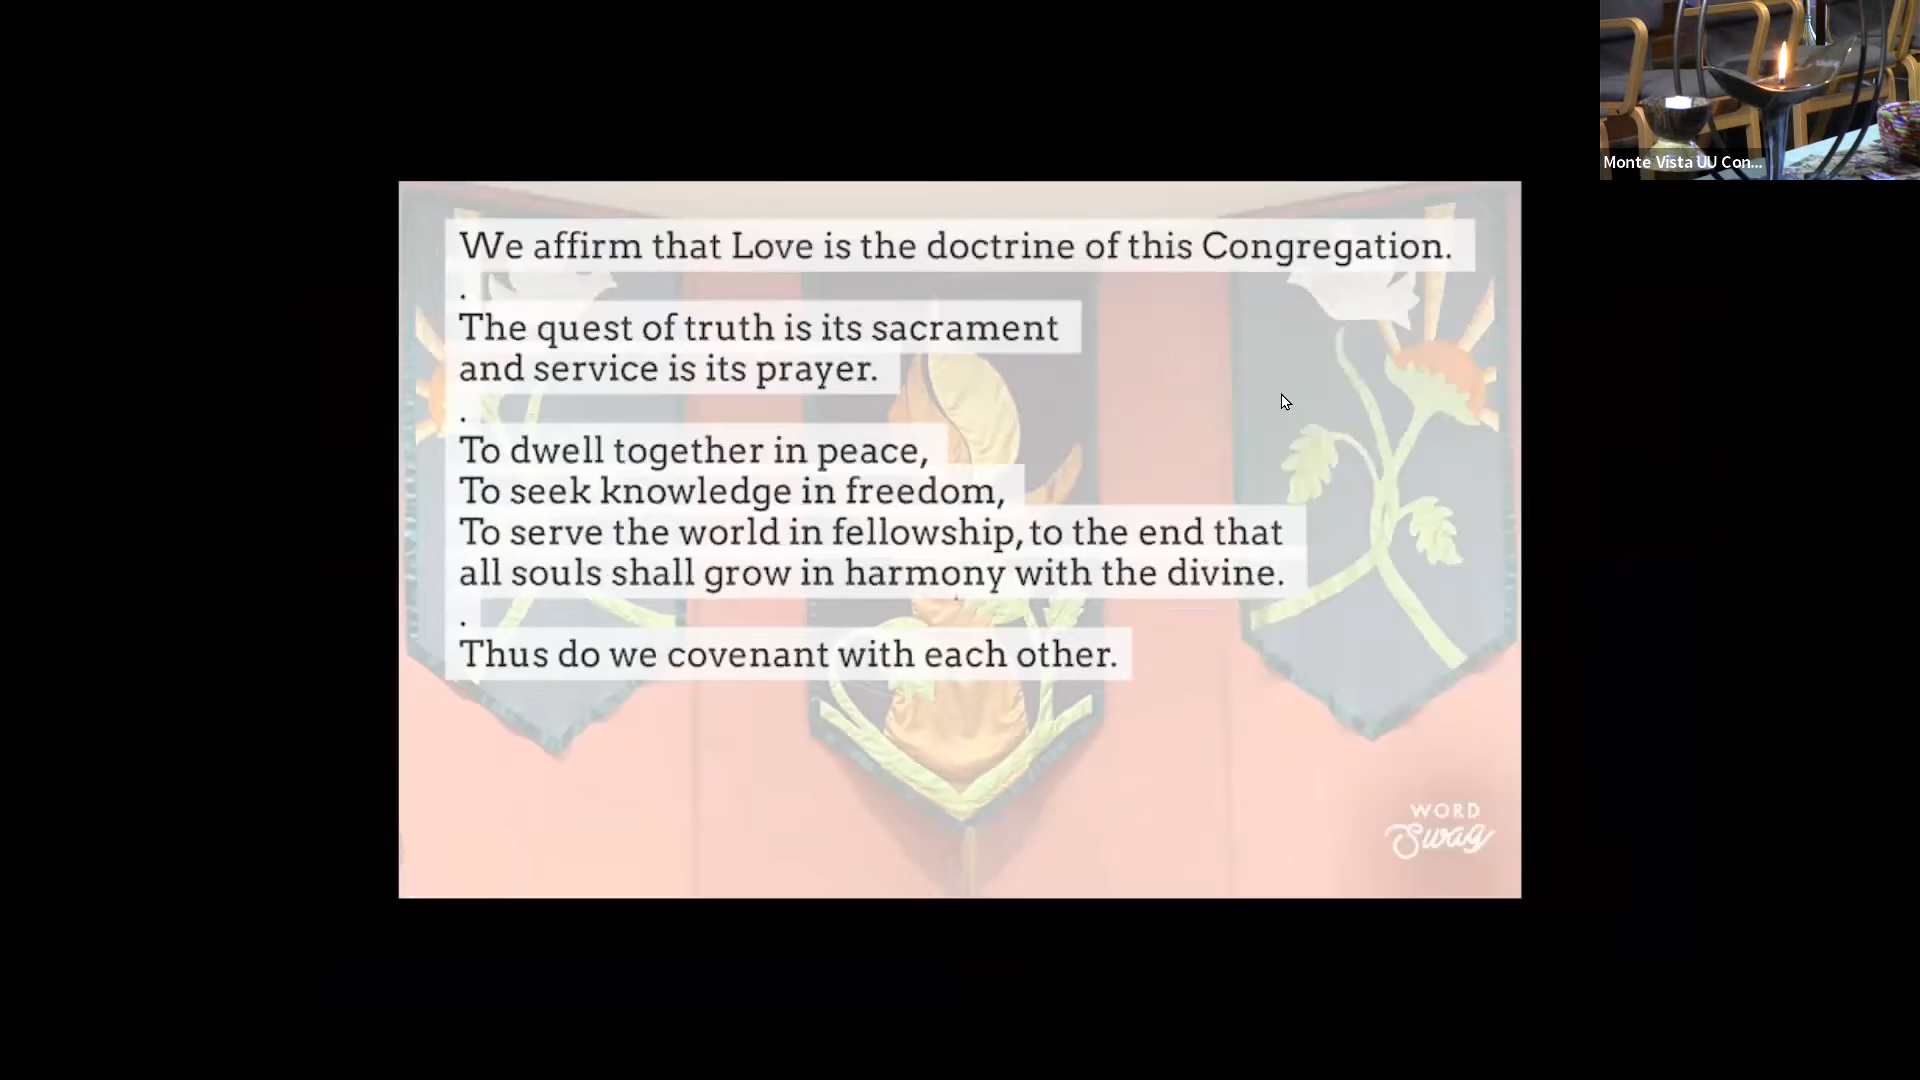 Monte Vista UU Con...
We affirm that Love is the doctrine of this Congregation.
.
The quest of truth is its sacrament
and service is its prayer.
.
To dwell together in peace,
To seek knowledge in freedom,
To serve the world in fellowship, to the end that
all souls shall grow in harmony with the divine.
.
Thus do we covenant with each other.
WORD
Swag